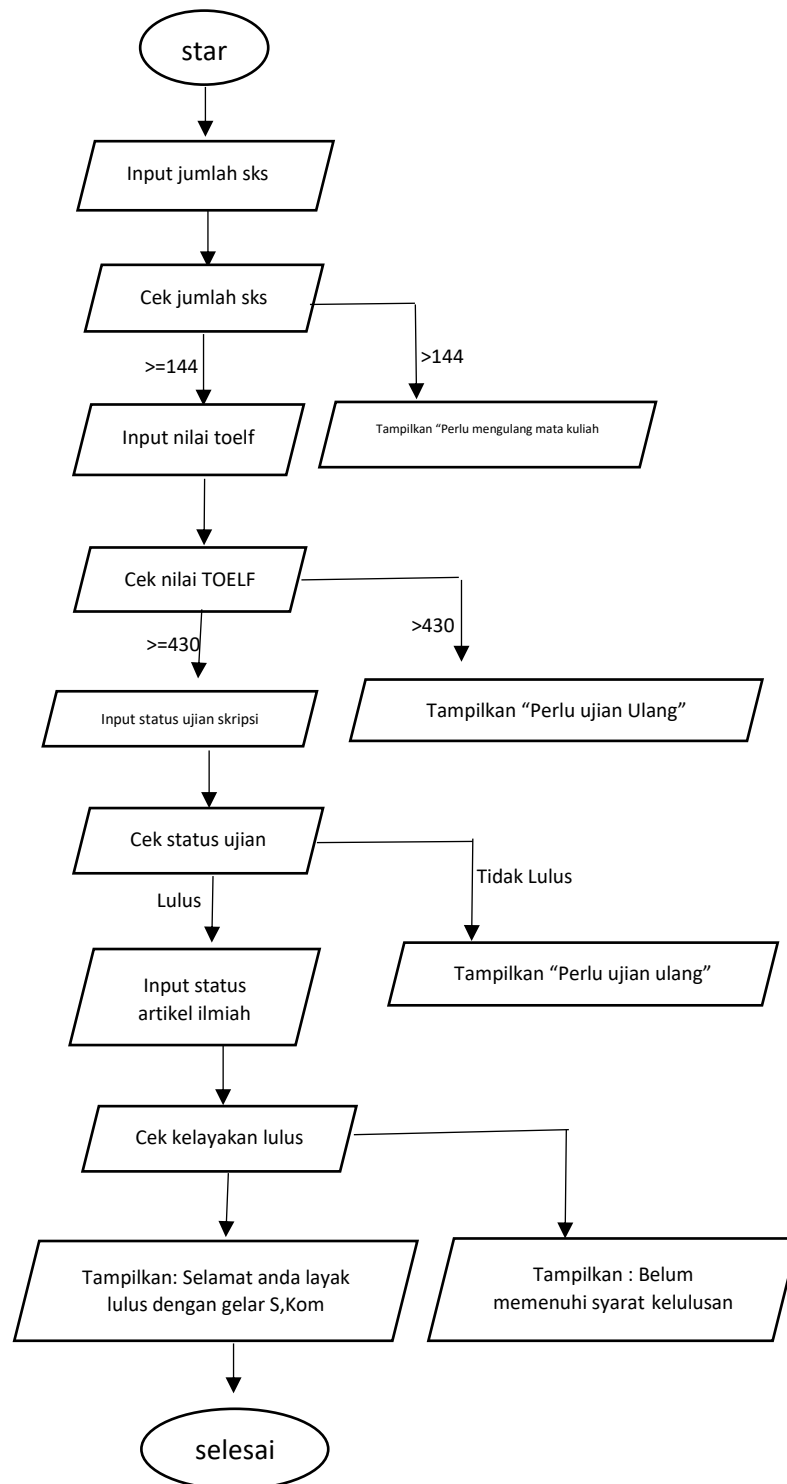 star
Input jumlah sks
Cek jumlah sks
>=144
>144
Input nilai toelf
Tampilkan “Perlu mengulang mata kuliah
Cek nilai TOELF
>=430
>430
Input status ujian skripsi
Tampilkan “Perlu ujian Ulang”
Cek status ujian
Lulus
Tidak Lulus
Input status
artikel ilmiah
Tampilkan “Perlu ujian ulang”
Cek kelayakan lulus
Tampilkan: Selamat anda layak
lulus dengan gelar S,Kom
Tampilkan : Belum
memenuhi syarat kelulusan
selesai